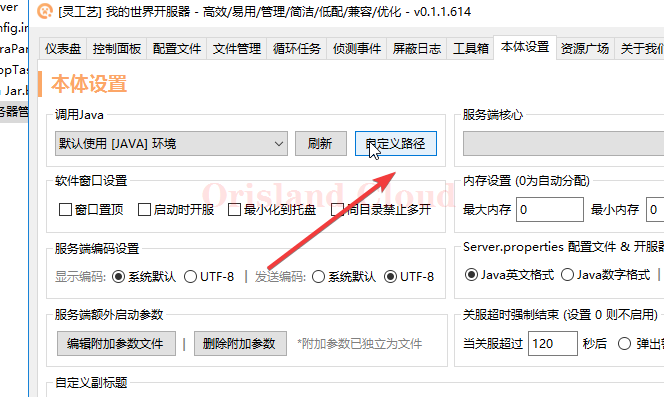 [灵工艺] 我的世界开服器 - 高效/易用/管理/简洁/低配/兼容/优化 - v0.1.1.614
仪表盘 控制面板 配置文件 文件管理 循环任务 侦测事件 屏蔽日志 工具箱 本体设置 资源广场 关于我们
本体设置
调用Java
默认使用 [JAVA] 环境 刷新 自定义路径
服务端核心
软件窗口设置
窗口置顶 启动时开服 最小化到托盘 同目录禁止多开
内存设置 (0为自动分配)
最大内存 0 最小内存 0
Orisland Cloud
服务端编码设置
显示编码: 系统默认 UTF-8 | 发送编码: 系统默认 UTF-8
Server.properties 配置文件 & 开服器
Java英文格式 Java数字格式 |
服务端额外启动参数
编辑附加参数文件 | 删除附加参数 *附加参数已独立为文件
关服超时强制结束 (设置 0 则不启用)
当关服超过 120 秒后 弹出
自定义副标题
ver
nfig.in
raPar
opTas
Jar.b
务器管